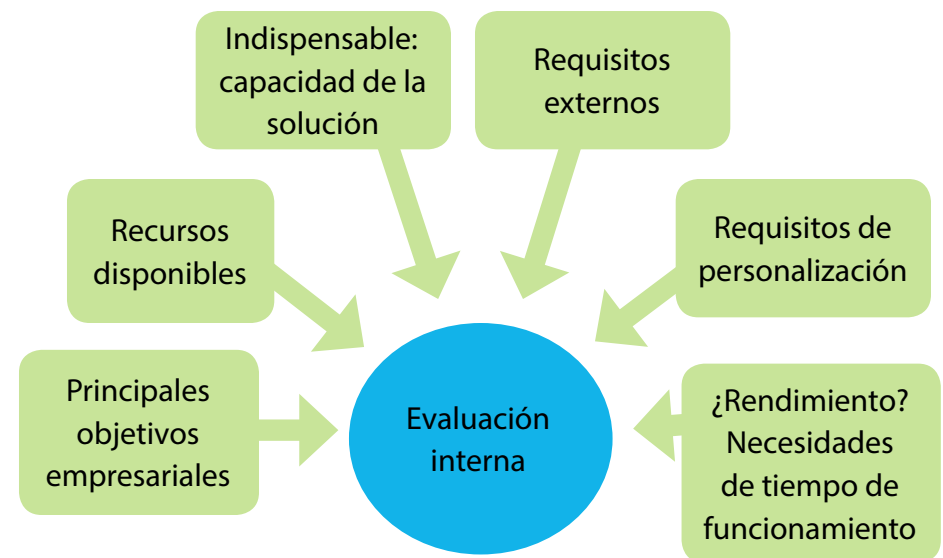 Indispensable:
capacidad de la
solución
Requisitos
externos
Recursos
disponibles
Requisitos de
personalización
Principales
objetivos
empresariales
Evaluación
interna
¿Rendimiento?
Necesidades
de tiempo de
funcionamiento